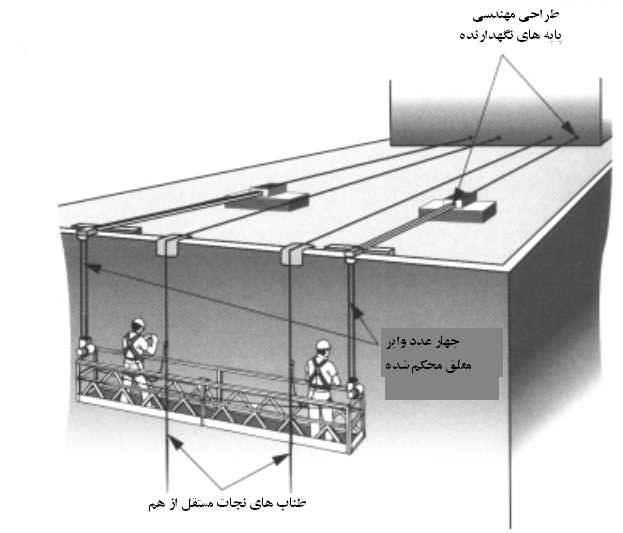 طراحی مهندسی
پایه های نگهدارنده
چهار عدد وایر
معلق محکم شده
طناب های نجات مستقل از هم